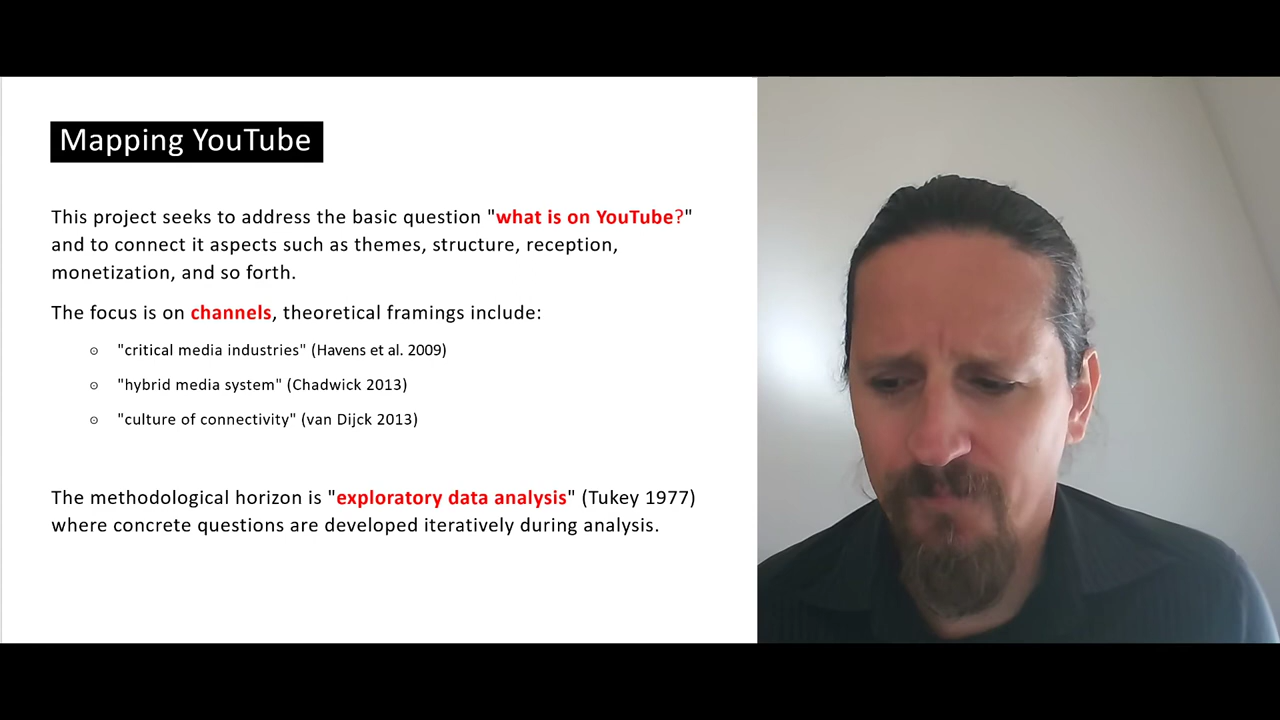 Mapping YouTube
This project seeks to address the basic question "what is on YouTube?"
and to connect it aspects such as themes, structure, reception,
monetization, and so forth.
The focus is on channels, theoretical framings include:
"critical media industries" (Havens et al. 2009)
"hybrid media system" (Chadwick 2013)
"culture of connectivity" (van Dijck 2013)
The methodological horizon is "exploratory data analysis" (Tukey 1977)
where concrete questions are developed iteratively during analysis.